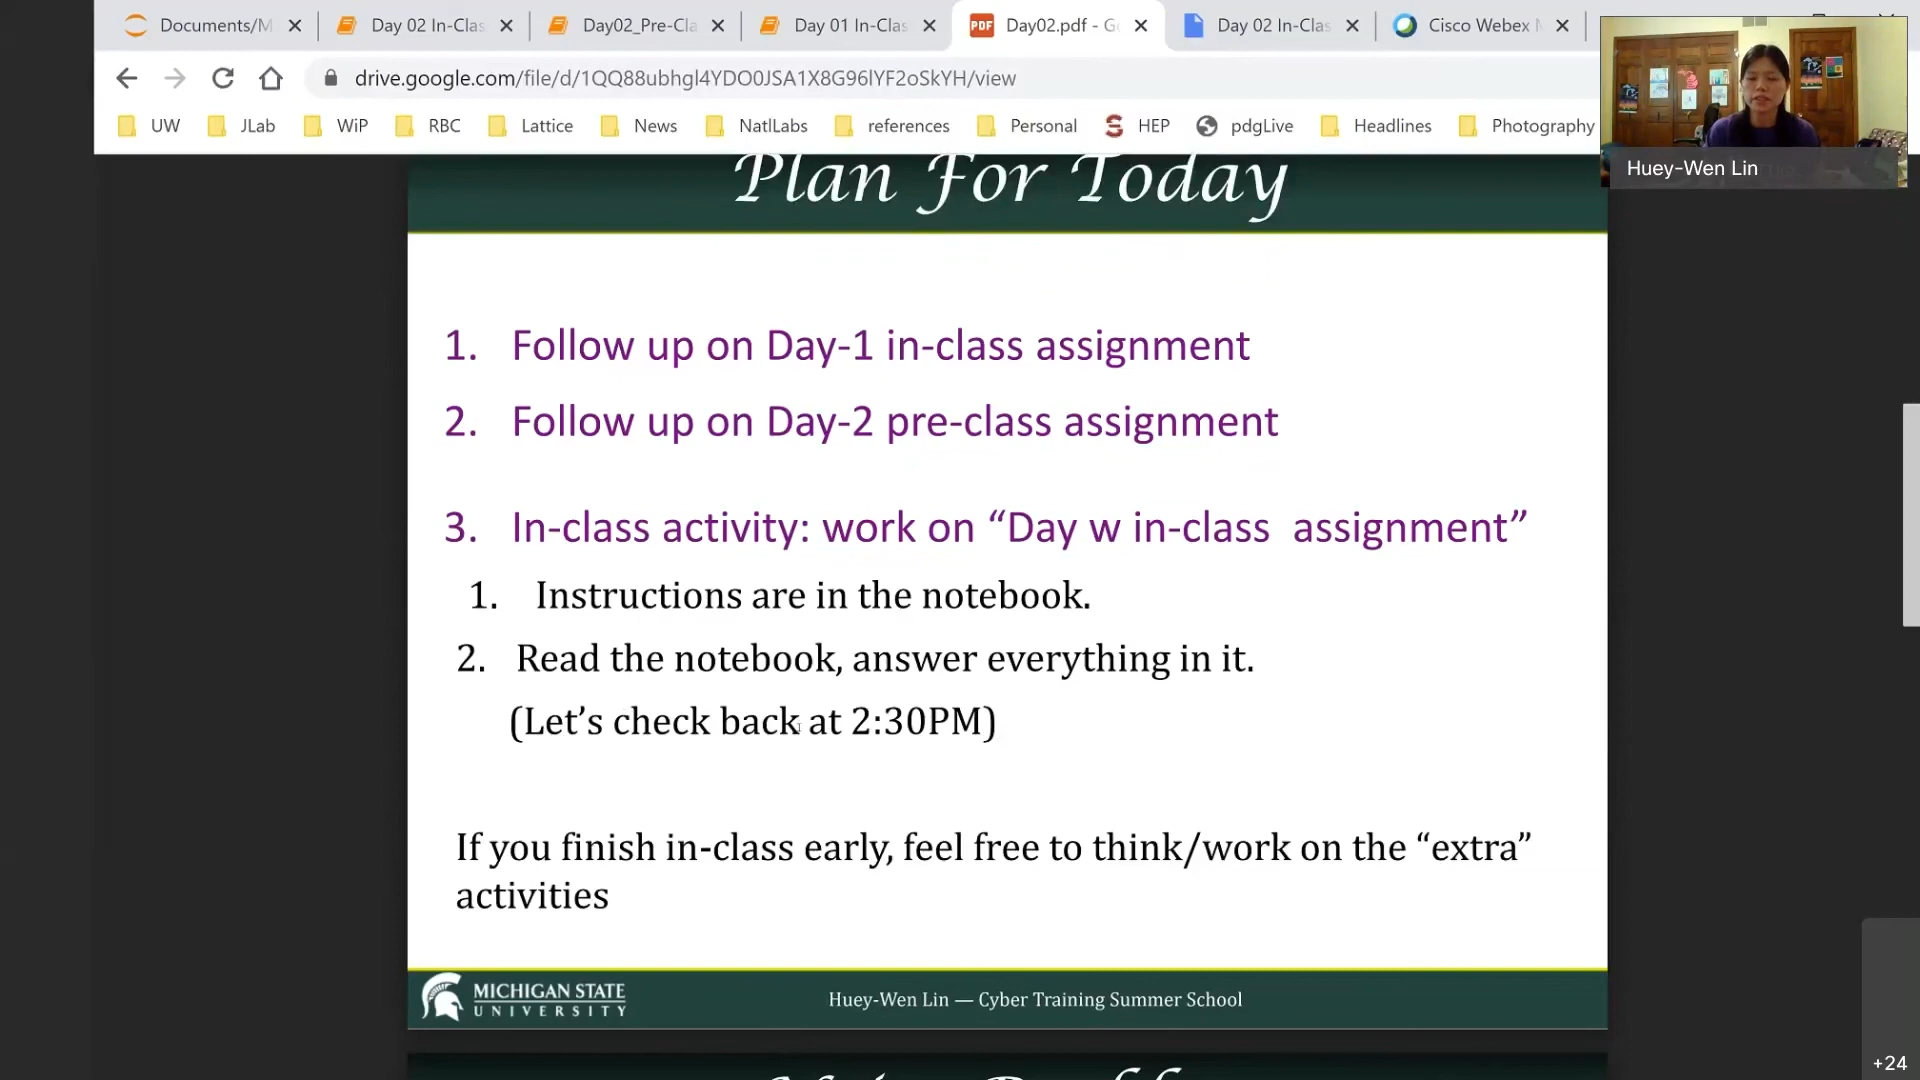 Documents/M
Day 02 In-Clas
Day02_Pre-Cla
Day 01 In-Clas
PDF
Day02.pdf - Go
Day 02 In-Clas
Cisco Webex M
drive.google.com/file/d/1QQ88ubhgl4YDO0JSA1X8G96lYF2oSkYH/view
UW
JLab
WiP
RBC
Lattice
News
NatlLabs
references
Personal
HEP
pdgLive
Headlines
Photography
Huey-Wen Lin
Plan For Today
1. Follow up on Day-1 in-class assignment
2. Follow up on Day-2 pre-class assignment
3. In-class activity: work on “Day w in-class assignment”
1. Instructions are in the notebook.
2. Read the notebook, answer everything in it.
(Let’s check back at 2:30PM)
If you finish in-class early, feel free to think/work on the “extra”
activities
MICHIGAN STATE
UNIVERSITY
Huey-Wen Lin — Cyber Training Summer School
+24